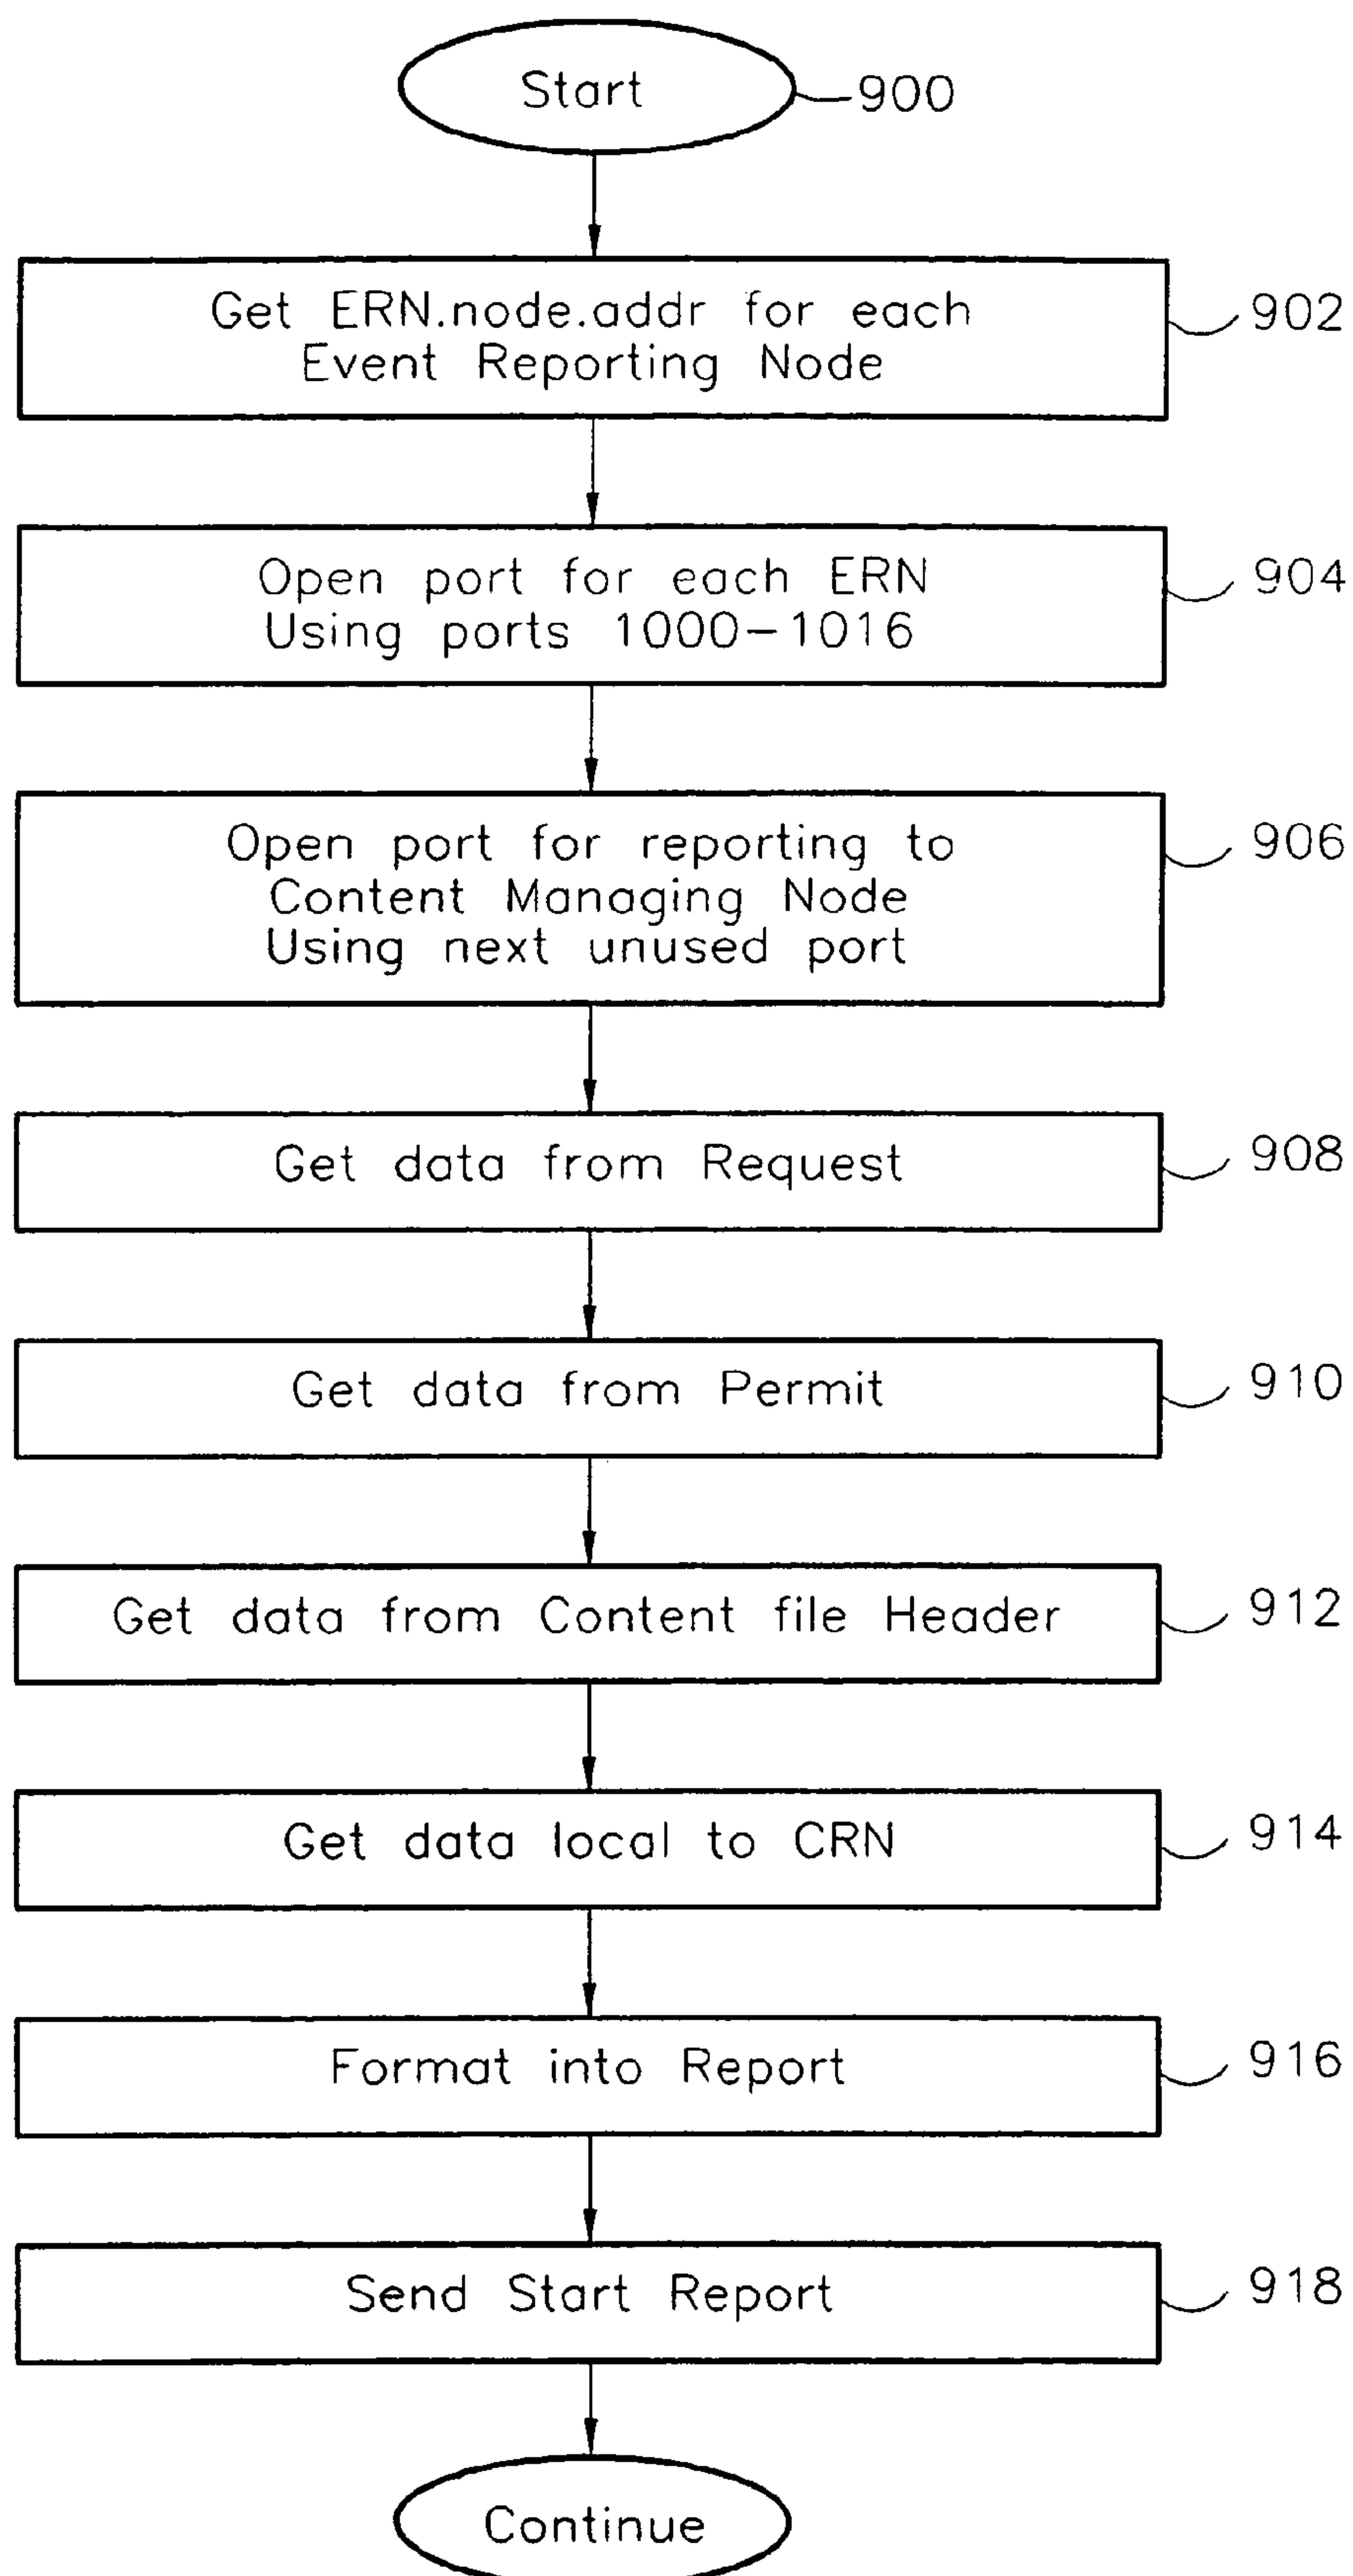 Start
900
Get ERN.node.addr for each
Event Reporting Node
902
Open port for each ERN
Using ports 1000-1016
904
Open port for reporting to
Content Managing Node
Using next unused port
906
Get data from Request
908
Get data from Permit
910
Get data from Content file Header
912
Get data local to CRN
914
Format into Report
916
Send Start Report
918
Continue